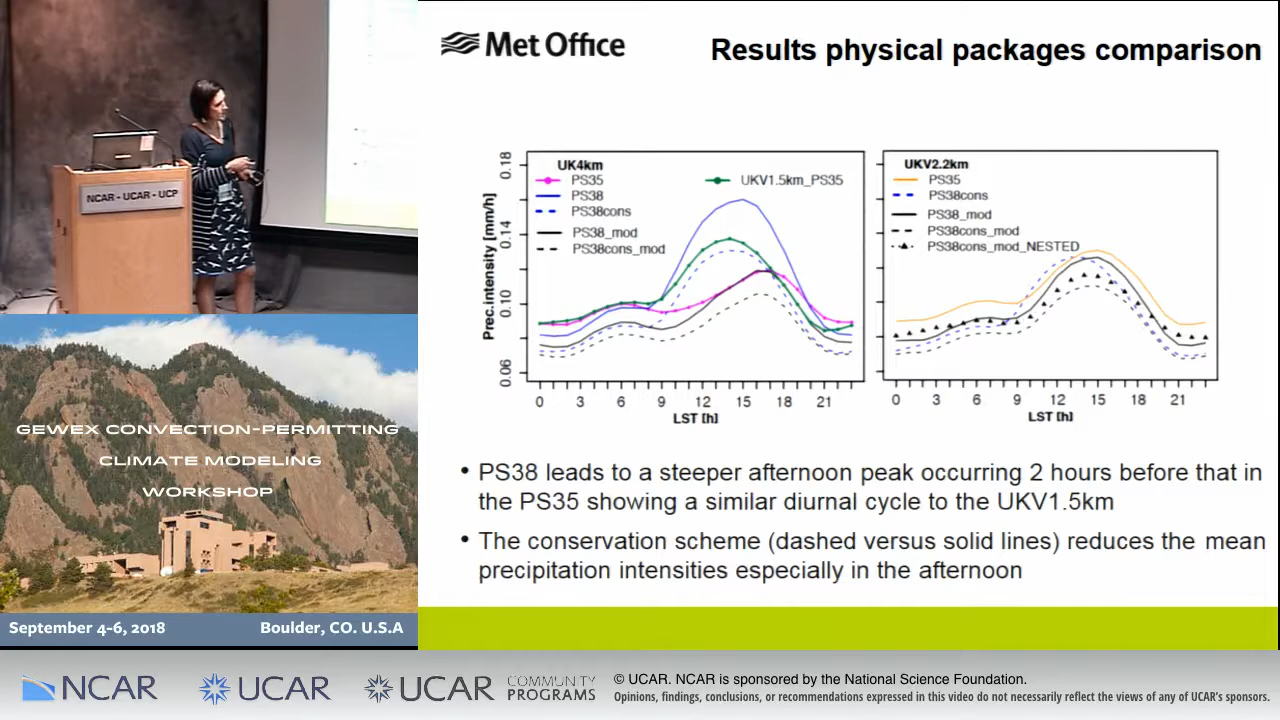 NCAR - UCAR - UCP
GEWEX CONVECTION-PERMITTING
CLIMATE MODELING
WORKSHOP
September 4-6, 2018
Boulder, CO. U.S.A
Met Office
Results physical packages comparison
Prec.intensity [mm/h]
0.18
0.14
0.10
0.06
UK4km
PS35
PS38
PS38cons
PS38_mod
PS38cons_mod
UKV1.5km_PS35
0 3 6 9 12 15 18 21
LST [h]
UKV2.2km
PS35
PS38cons
PS38_mod
PS38cons_mod
PS38cons_mod_NESTED
0 3 6 9 12 15 18 21
LST [h]
• PS38 leads to a steeper afternoon peak occurring 2 hours before that in
the PS35 showing a similar diurnal cycle to the UKV1.5km
• The conservation scheme (dashed versus solid lines) reduces the mean
precipitation intensities especially in the afternoon
NCAR
UCAR
UCAR
COMMUNITY
PROGRAMS
© UCAR. NCAR is sponsored by the National Science Foundation.
Opinions, findings, conclusions, or recommendations expressed in this video do not necessarily reflect the views of any of UCAR's sponsors.